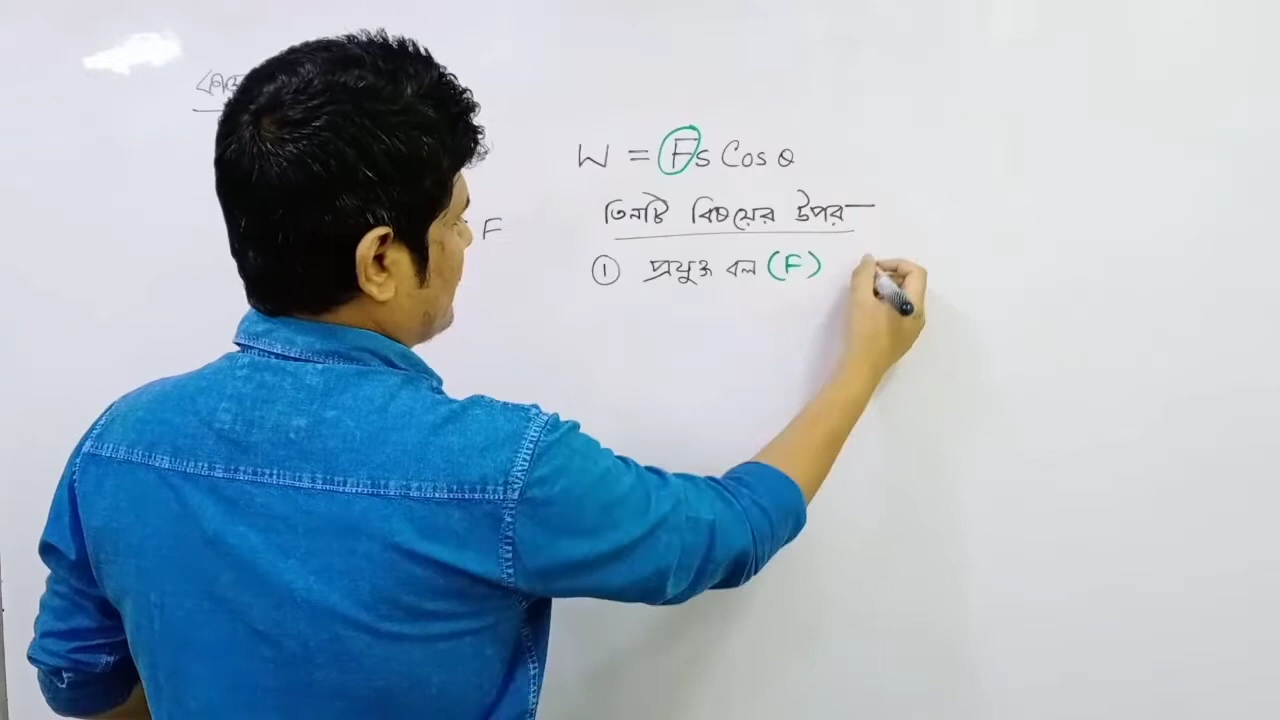 W = Fs Cos θ
তিনটি বিষয়ের উপর—
F
① প্রযুক্ত বল (F)